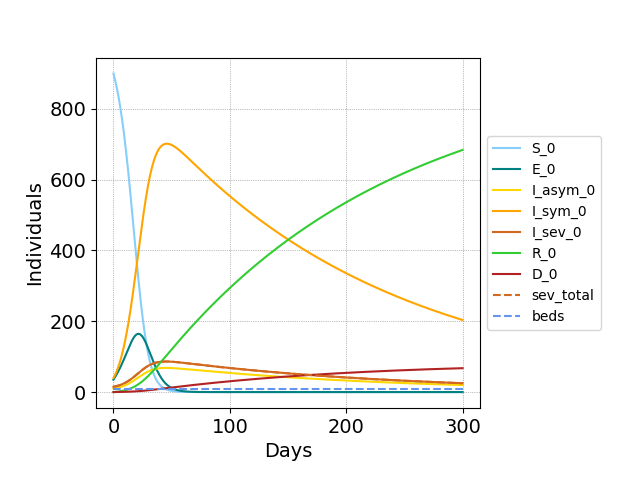 800
600
400
200
0
0 100 200 300
Individuals
Days
S_0
E_0
I_asym_0
I_sym_0
I_sev_0
R_0
D_0
sev_total
beds